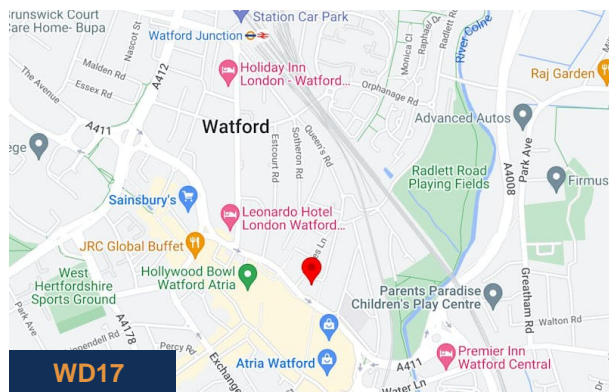 Brunswick Court
Care Home- Bupa
Nascot St
Station Car Park
Watford Junction
Malden Rd
Essex Rd
The Avenue
A412
A411
Holiday Inn
London - Watford...
Monica Cl
Raphael
Radlett Rd
River Colne
Orphanage Rd
Raj Garden
Advanced Autos
Park Ave
A4008
Watford
Estcourt Rd
Sotheron Rd
Queen's Rd
Radlett Road
Playing Fields
Firmus
Sainsbury's
Leonardo Hotel
London Watford...
JRC Global Buffet
es Ln
Hollywood Bowl
Watford Atria
West
Hertfordshire
Sports Ground
Park Ave
A4178
Percy Rd
Exchange
Atria Watford
Parents Paradise
Children's Play Centre
Greatham Rd
Walton Rd
A411
Premier Inn
Watford Central
Water Ln
WD17